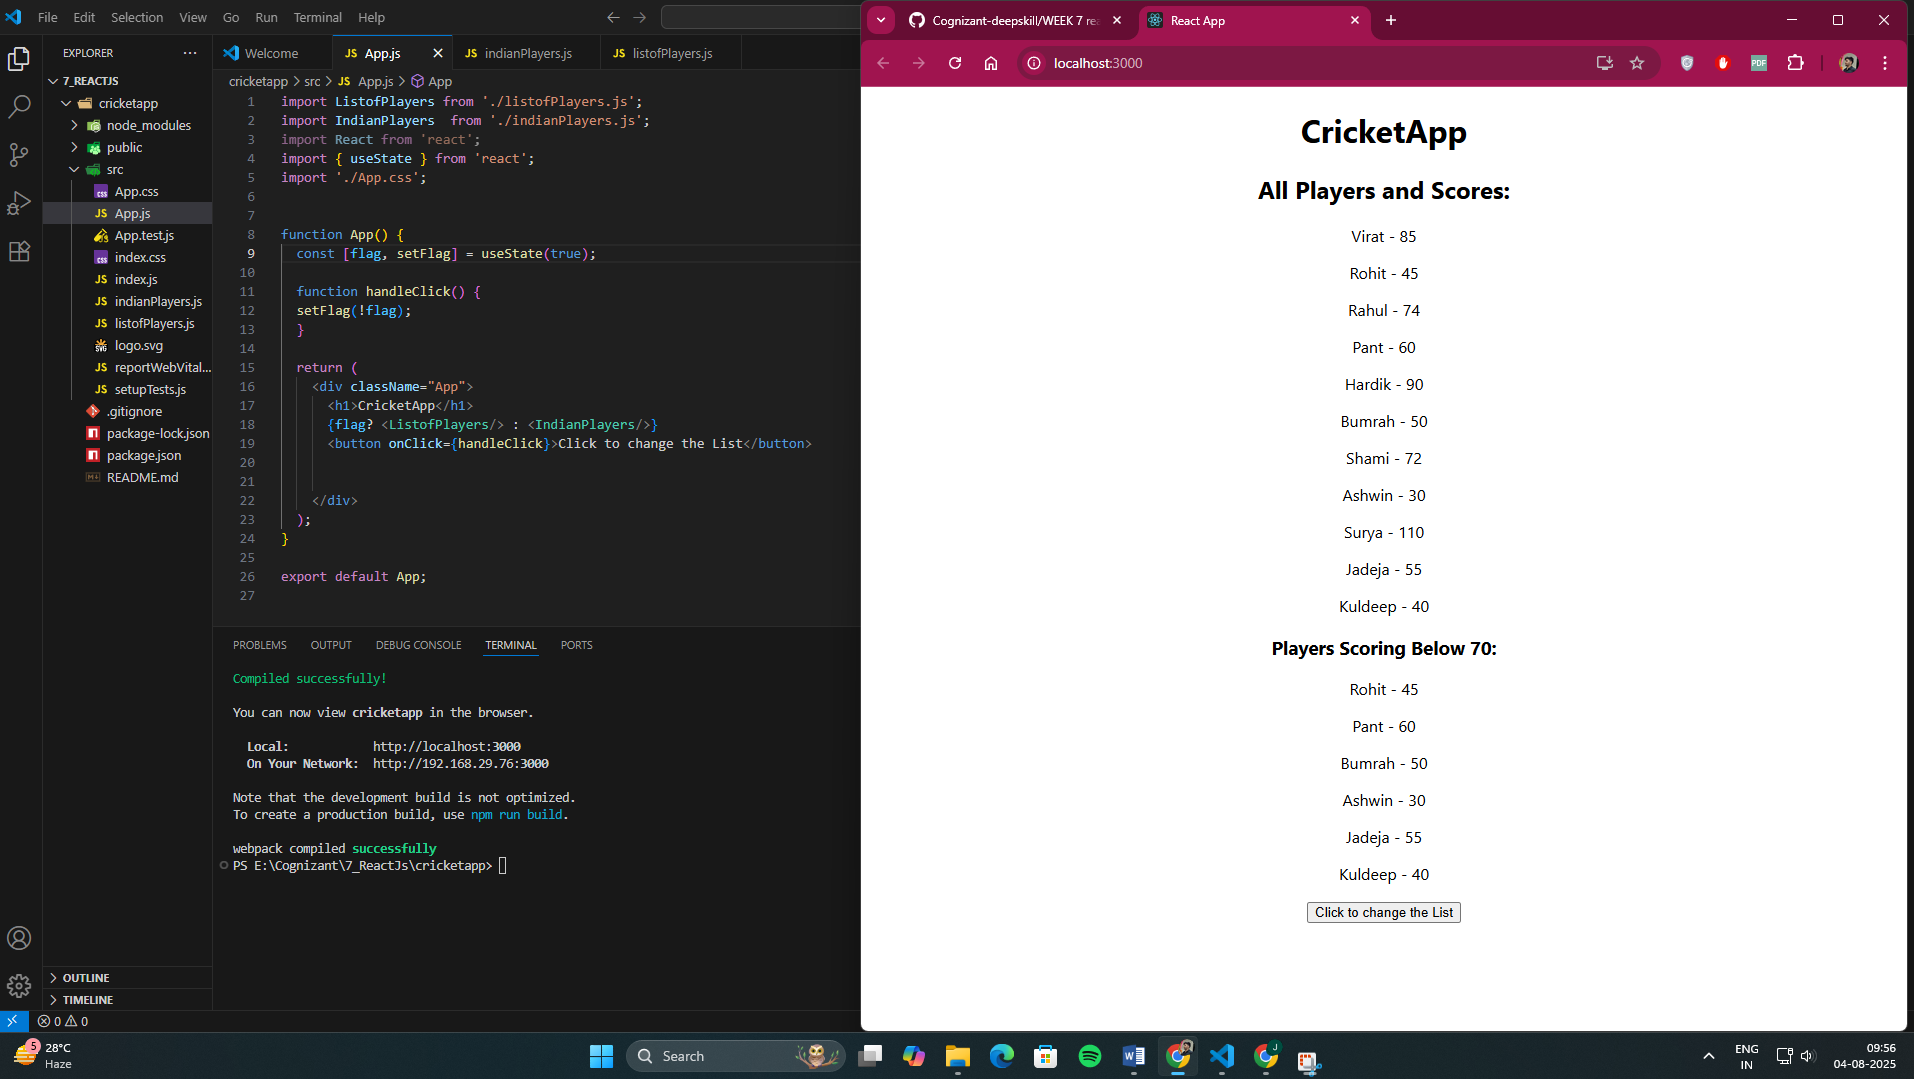 File Edit Selection View Go Run Terminal Help
EXPLORER
7_REACTJS
cricketapp
node_modules
public
src
App.css
App.js
App.test.js
index.css
index.js
indianPlayers.js
listofPlayers.js
logo.svg
reportWebVital...
setupTests.js
.gitignore
package-lock.json
package.json
README.md
OUTLINE
TIMELINE
0 0
Welcome App.js indianPlayers.js listofPlayers.js
cricketapp > src > JS App.js > App
1 import ListofPlayers from './listofPlayers.js';
2 import IndianPlayers  from './indianPlayers.js';
3 import React from 'react';
4 import { useState } from 'react';
5 import './App.css';
6
7
8 function App() {
9 const [flag, setFlag] = useState(true);
10
11 function handleClick() {
12 setFlag(!flag);
13 }
14
15 return (
16 <div className="App">
17 <h1>CricketApp</h1>
18 {flag? <ListofPlayers/> : <IndianPlayers/>}
19 <button onClick={handleClick}>Click to change the List</button>
20
21
22 </div>
23 );
24 }
25
26 export default App;
27
PROBLEMS OUTPUT DEBUG CONSOLE TERMINAL PORTS
Compiled successfully!
You can now view cricketapp in the browser.
Local: http://localhost:3000
On Your Network: http://192.168.29.76:3000
Note that the development build is not optimized.
To create a production build, use npm run build.
webpack compiled successfully
PS E:\Cognizant\7_ReactJs\cricketapp>
Cognizant-deepskill/WEEK 7 rea React App
localhost:3000
PDF
CricketApp
All Players and Scores:
Virat - 85
Rohit - 45
Rahul - 74
Pant - 60
Hardik - 90
Bumrah - 50
Shami - 72
Ashwin - 30
Surya - 110
Jadeja - 55
Kuldeep - 40
Players Scoring Below 70:
Rohit - 45
Pant - 60
Bumrah - 50
Ashwin - 30
Jadeja - 55
Kuldeep - 40
Click to change the List
5
28°C
Haze
Search
ENG
IN
09:56
04-08-2025